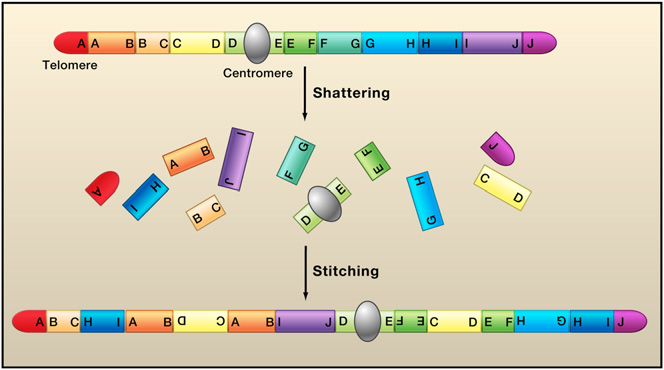 A A B B C C D D E E F F G G H H I I J J
Telomere
Centromere
Shattering
A
I H
A B
B C
J I
F G
D E
E F
G H
J
C D
Stitching
A B C H I A B D C A B I J D E F E C D E F H G H I J